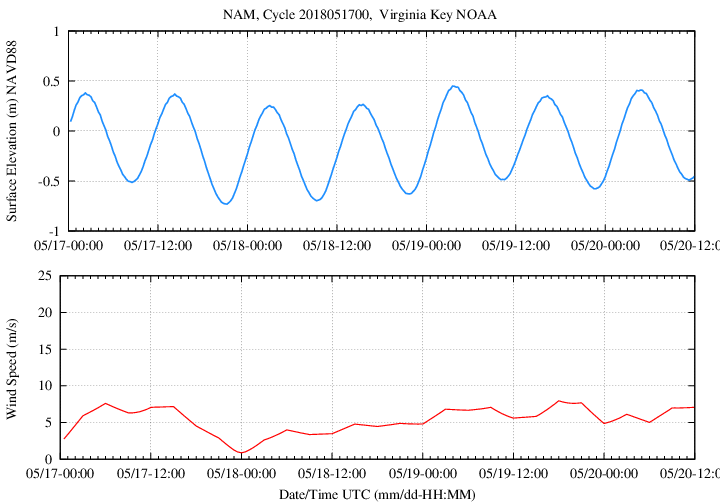 NAM, Cycle 2018051700,  Virginia Key NOAA
Surface Elevation (m) NAVD88
1
0.5
0
-0.5
-1
05/17-00:00 05/17-12:00 05/18-00:00 05/18-12:00 05/19-00:00 05/19-12:00 05/20-00:00 05/20-12:0
Wind Speed (m/s)
25
20
15
10
5
0
05/17-00:00 05/17-12:00 05/18-00:00 05/18-12:00 05/19-00:00 05/19-12:00 05/20-00:00 05/20-12:0
Date/Time UTC (mm/dd-HH:MM)